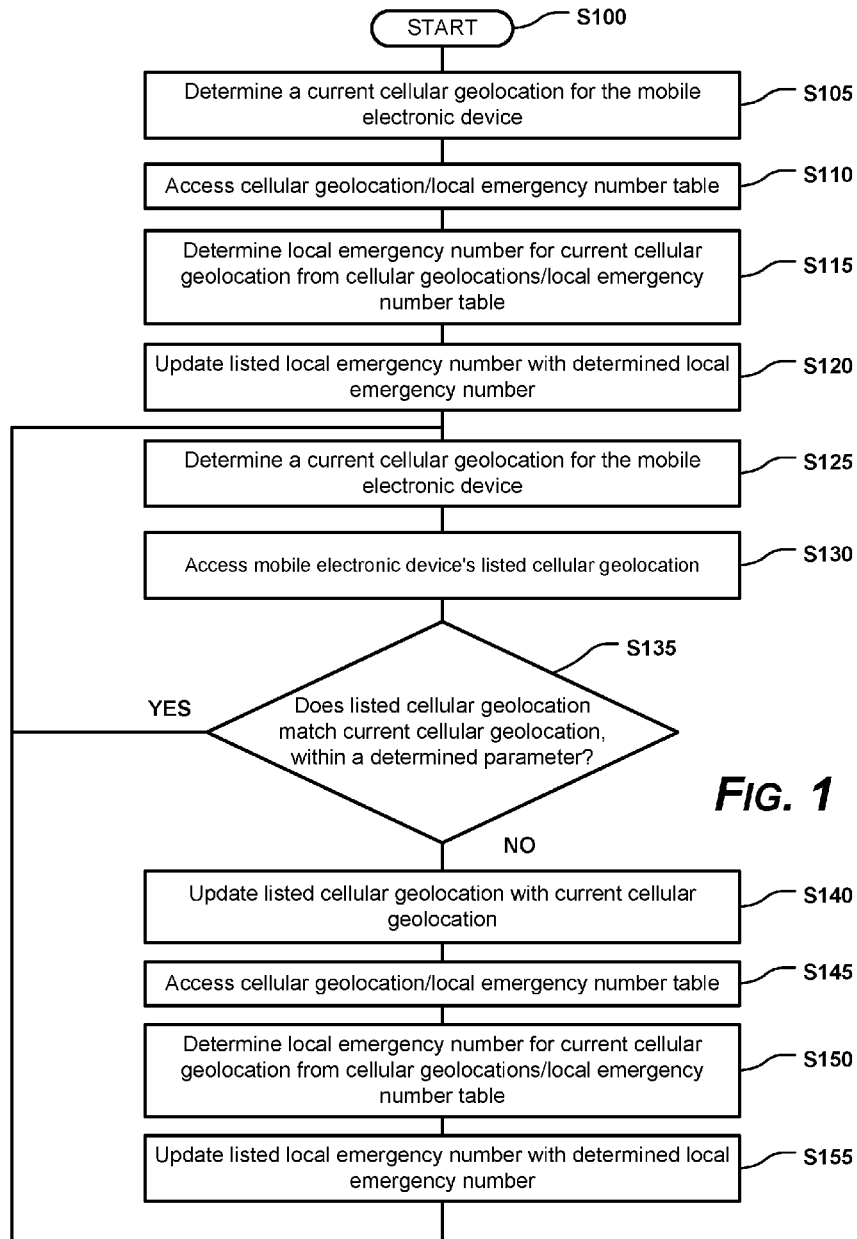 START
S100
Determine a current cellular geolocation for the mobile
electronic device
S105
Access cellular geolocation/local emergency number table
S110
Determine local emergency number for current cellular
geolocation from cellular geolocations/local emergency
number table
S115
Update listed local emergency number with determined local
emergency number
S120
Determine a current cellular geolocation for the mobile
electronic device
S125
Access mobile electronic device's listed cellular geolocation
S130
S135
Does listed cellular geolocation
match current cellular geolocation,
within a determined parameter?
YES
FIG. 1
NO
Update listed cellular geolocation with current cellular
geolocation
S140
Access cellular geolocation/local emergency number table
S145
Determine local emergency number for current cellular
geolocation from cellular geolocations/local emergency
number table
S150
Update listed local emergency number with determined local
emergency number
S155